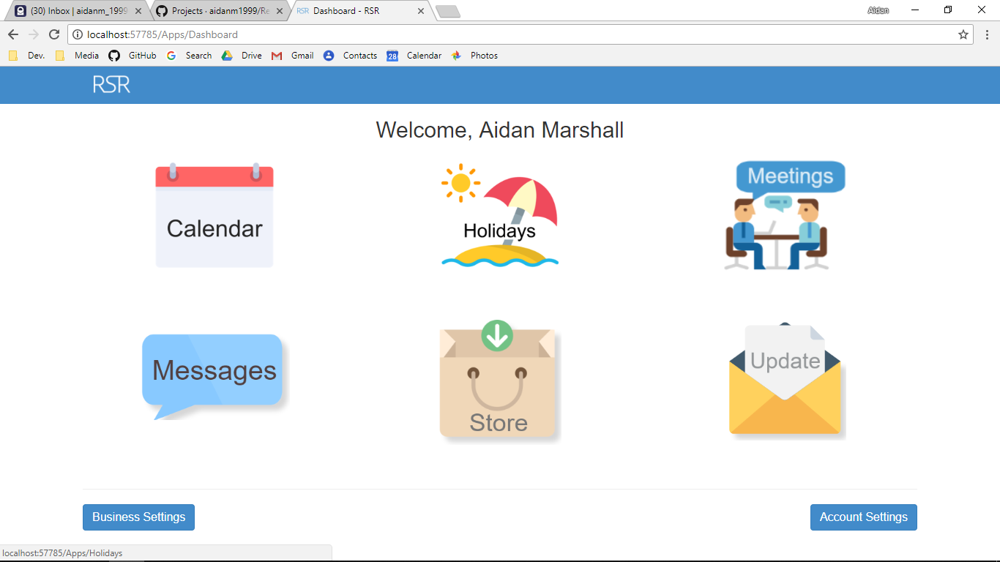 (30) Inbox | aidanm_1999
Projects · aidanm1999/Re
RSR Dashboard - RSR
Aidan
localhost:57785/Apps/Dashboard
Dev. Media GitHub Search Drive Gmail Contacts 28 Calendar Photos
RSR
Welcome, Aidan Marshall
Calendar
Holidays
Meetings
Messages
Store
Update
Business Settings
Account Settings
localhost:57785/Apps/Holidays